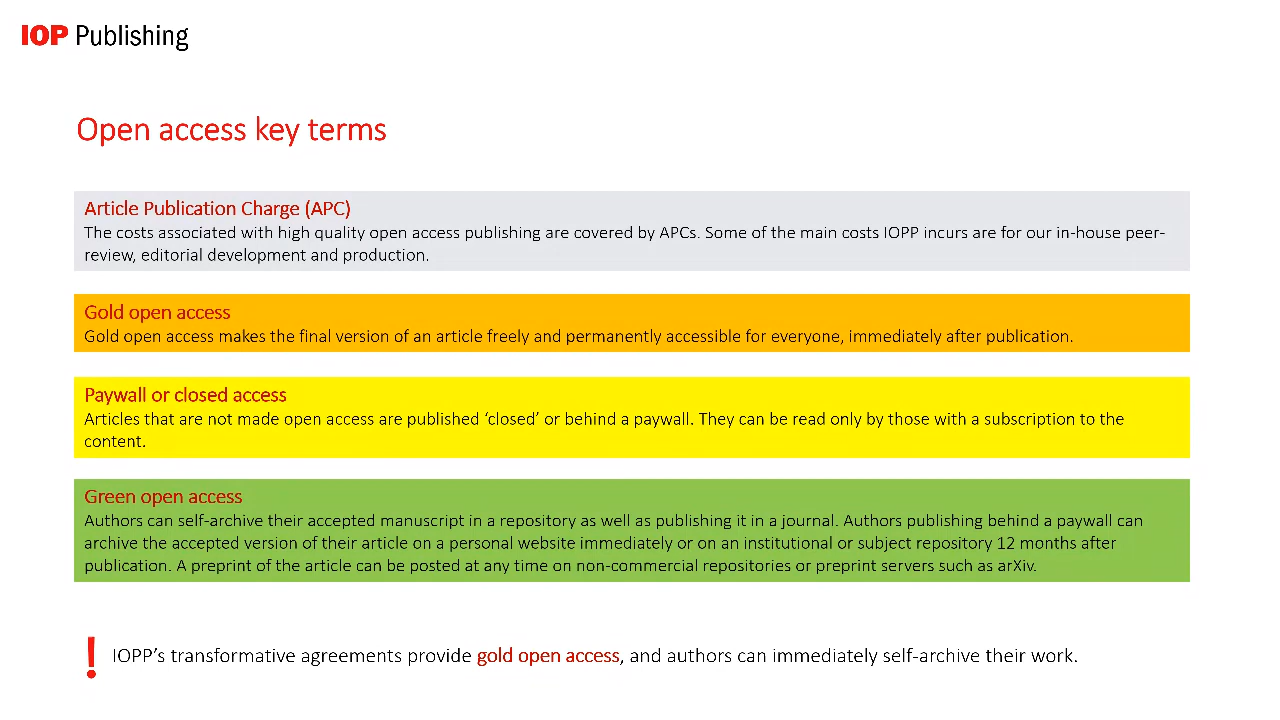 IOP Publishing
Open access key terms
Article Publication Charge (APC)
The costs associated with high quality open access publishing are covered by APCs. Some of the main costs IOPP incurs are for our in-house peer-
review, editorial development and production.
Gold open access
Gold open access makes the final version of an article freely and permanently accessible for everyone, immediately after publication.
Paywall or closed access
Articles that are not made open access are published ‘closed’ or behind a paywall. They can be read only by those with a subscription to the
content.
Green open access
Authors can self-archive their accepted manuscript in a repository as well as publishing it in a journal. Authors publishing behind a paywall can
archive the accepted version of their article on a personal website immediately or on an institutional or subject repository 12 months after
publication. A preprint of the article can be posted at any time on non-commercial repositories or preprint servers such as arXiv.
! IOPP’s transformative agreements provide gold open access, and authors can immediately self-archive their work.